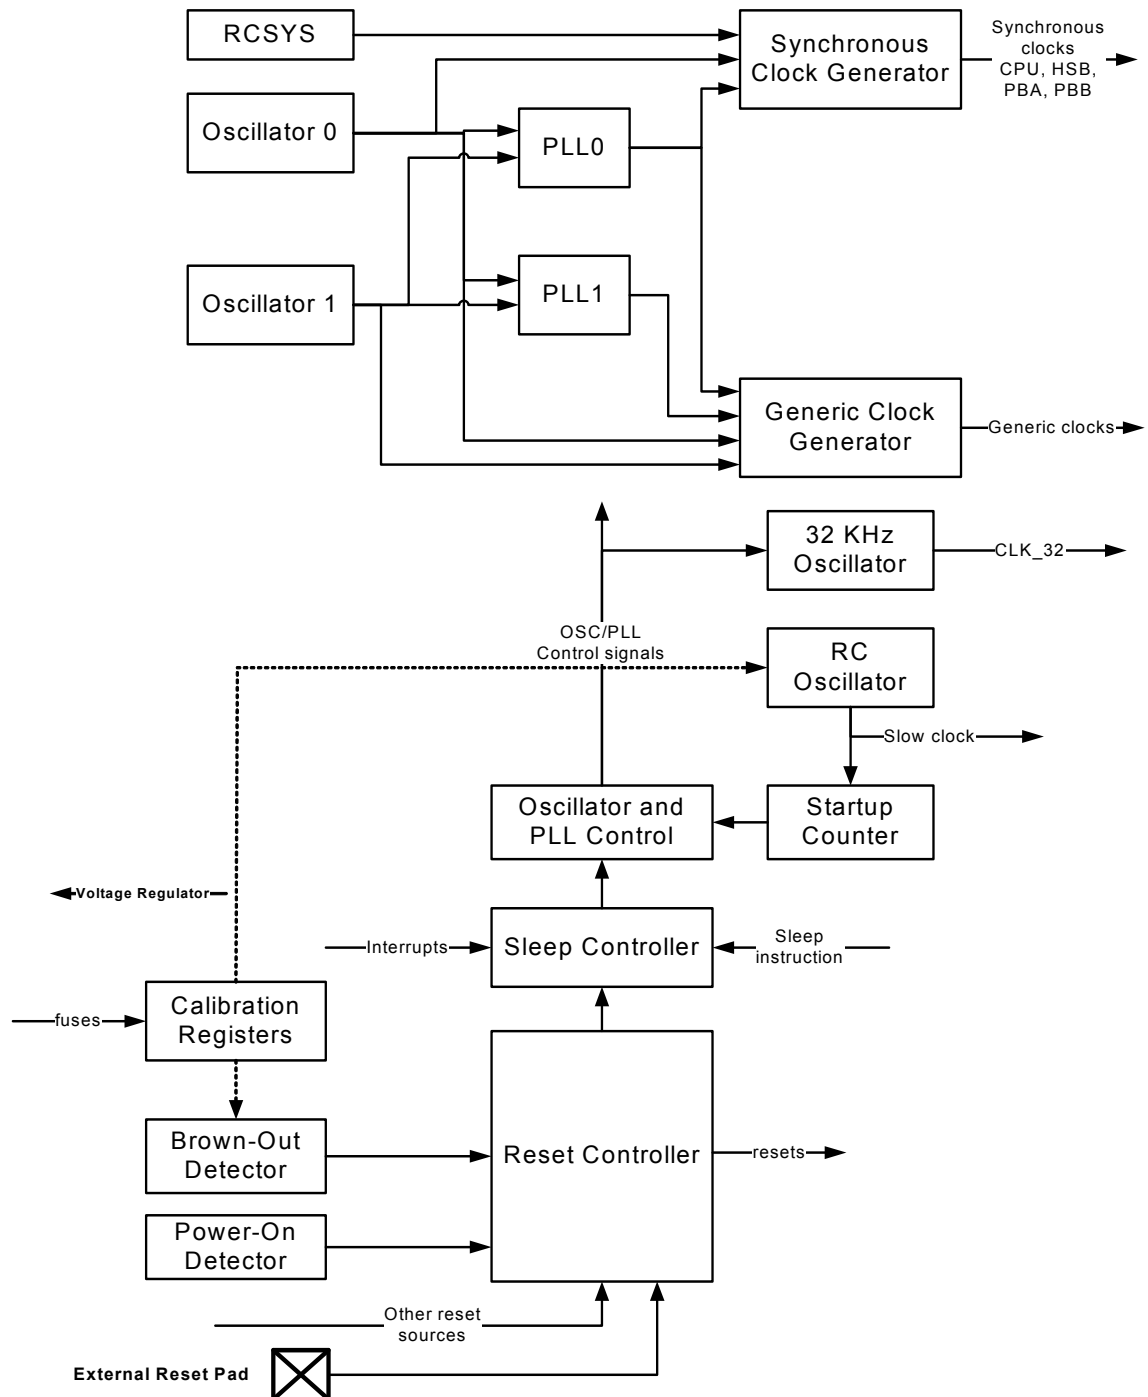 RCSYS
Synchronous
Clock Generator
Synchronous
clocks
CPU, HSB,
PBA, PBB
Oscillator 0
PLL0
Oscillator 1
PLL1
Generic Clock
Generator
Generic clocks
32 KHz
Oscillator
CLK_32
OSC/PLL
Control signals
RC
Oscillator
Slow clock
Oscillator and
PLL Control
Startup
Counter
Voltage Regulator
Interrupts
Sleep Controller
Sleep
instruction
fuses
Calibration
Registers
Brown-Out
Detector
Reset Controller
resets
Power-On
Detector
Other reset
sources
External Reset Pad